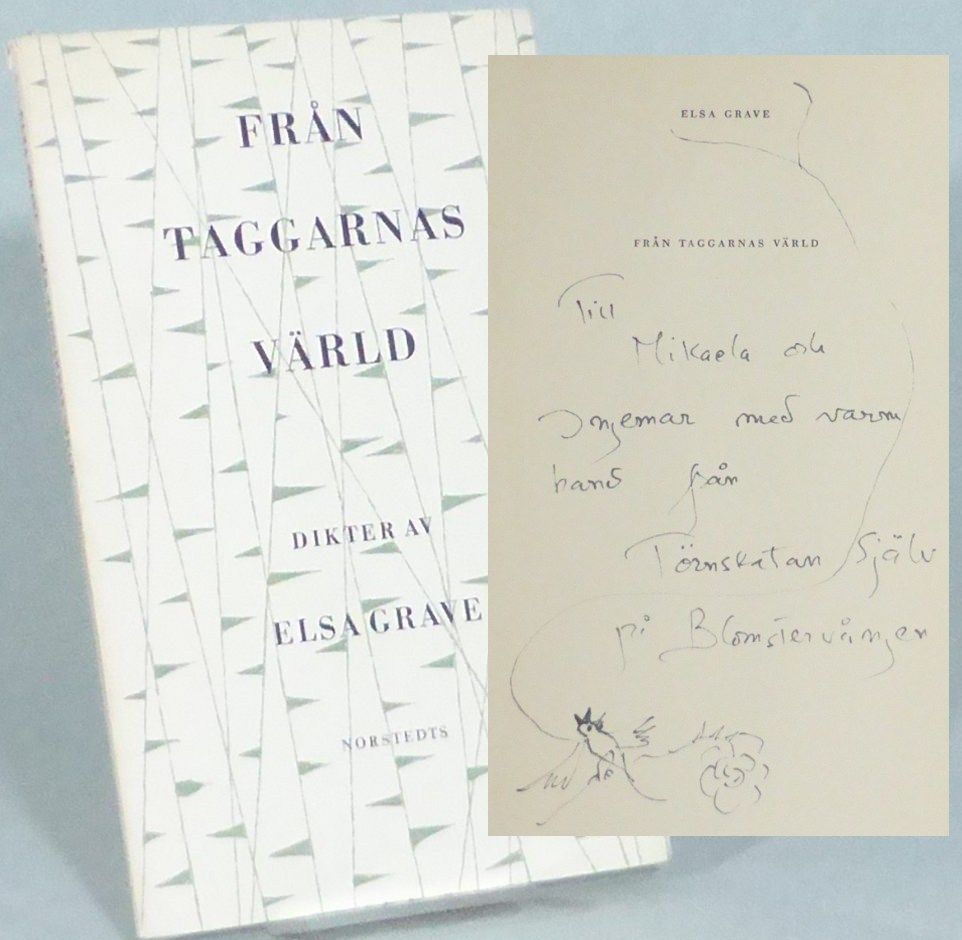 FRÅN
TAGGARNAS
VÄRLD
DIKTER AV
ELSA GRAVE
NORSTEDTS
ELSA GRAVE
FRÅN TAGGARNAS VÄRLD
Till
Mikaela och
Ingemar med varm
hand från
Törnskatan Själv
på Blomstervången